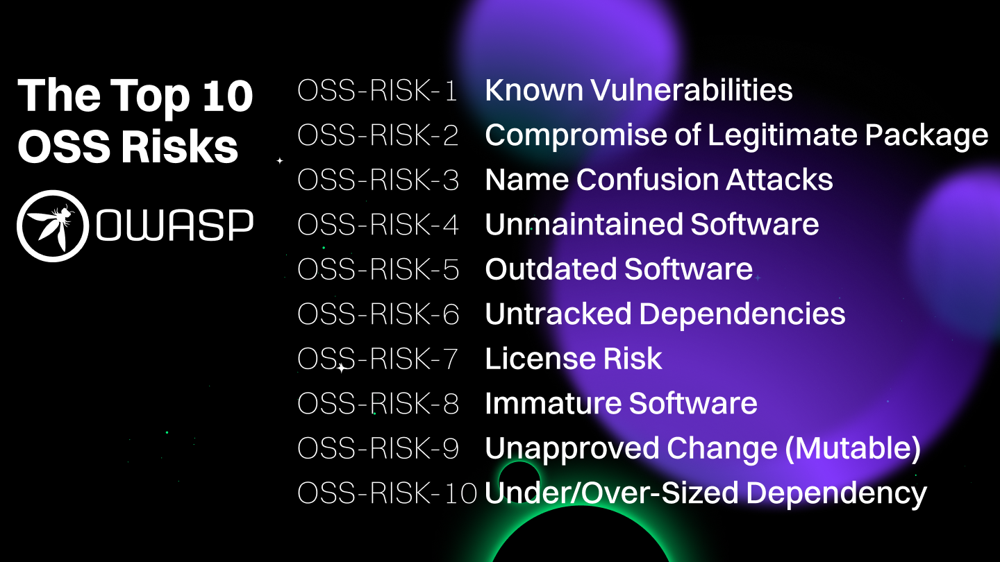 The Top 10
OSS Risks
OWASP
OSS-RISK-1 Known Vulnerabilities
OSS-RISK-2 Compromise of Legitimate Package
OSS-RISK-3 Name Confusion Attacks
OSS-RISK-4 Unmaintained Software
OSS-RISK-5 Outdated Software
OSS-RISK-6 Untracked Dependencies
OSS-RISK-7 License Risk
OSS-RISK-8 Immature Software
OSS-RISK-9 Unapproved Change (Mutable)
OSS-RISK-10 Under/Over-Sized Dependency